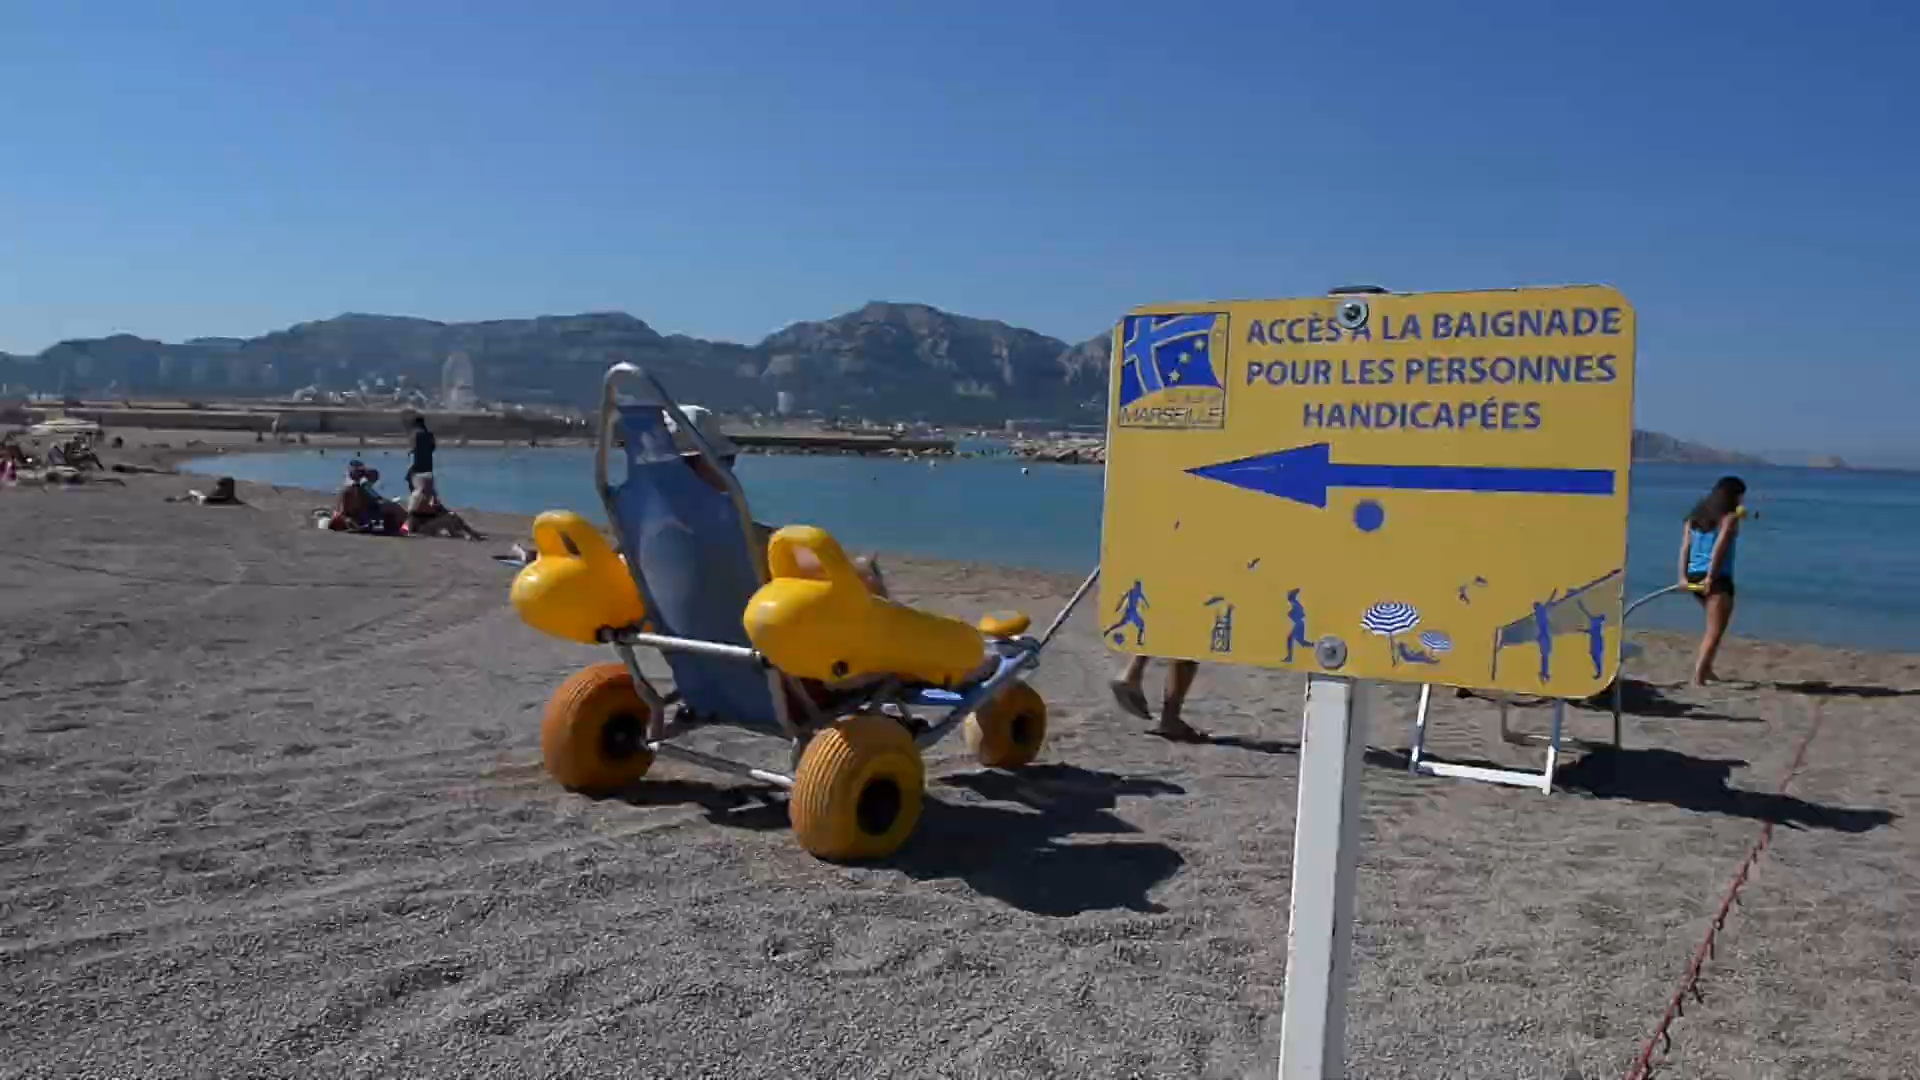 ACCÈS À LA BAIGNADE
POUR LES PERSONNES
HANDICAPÉES
MARSEILLE